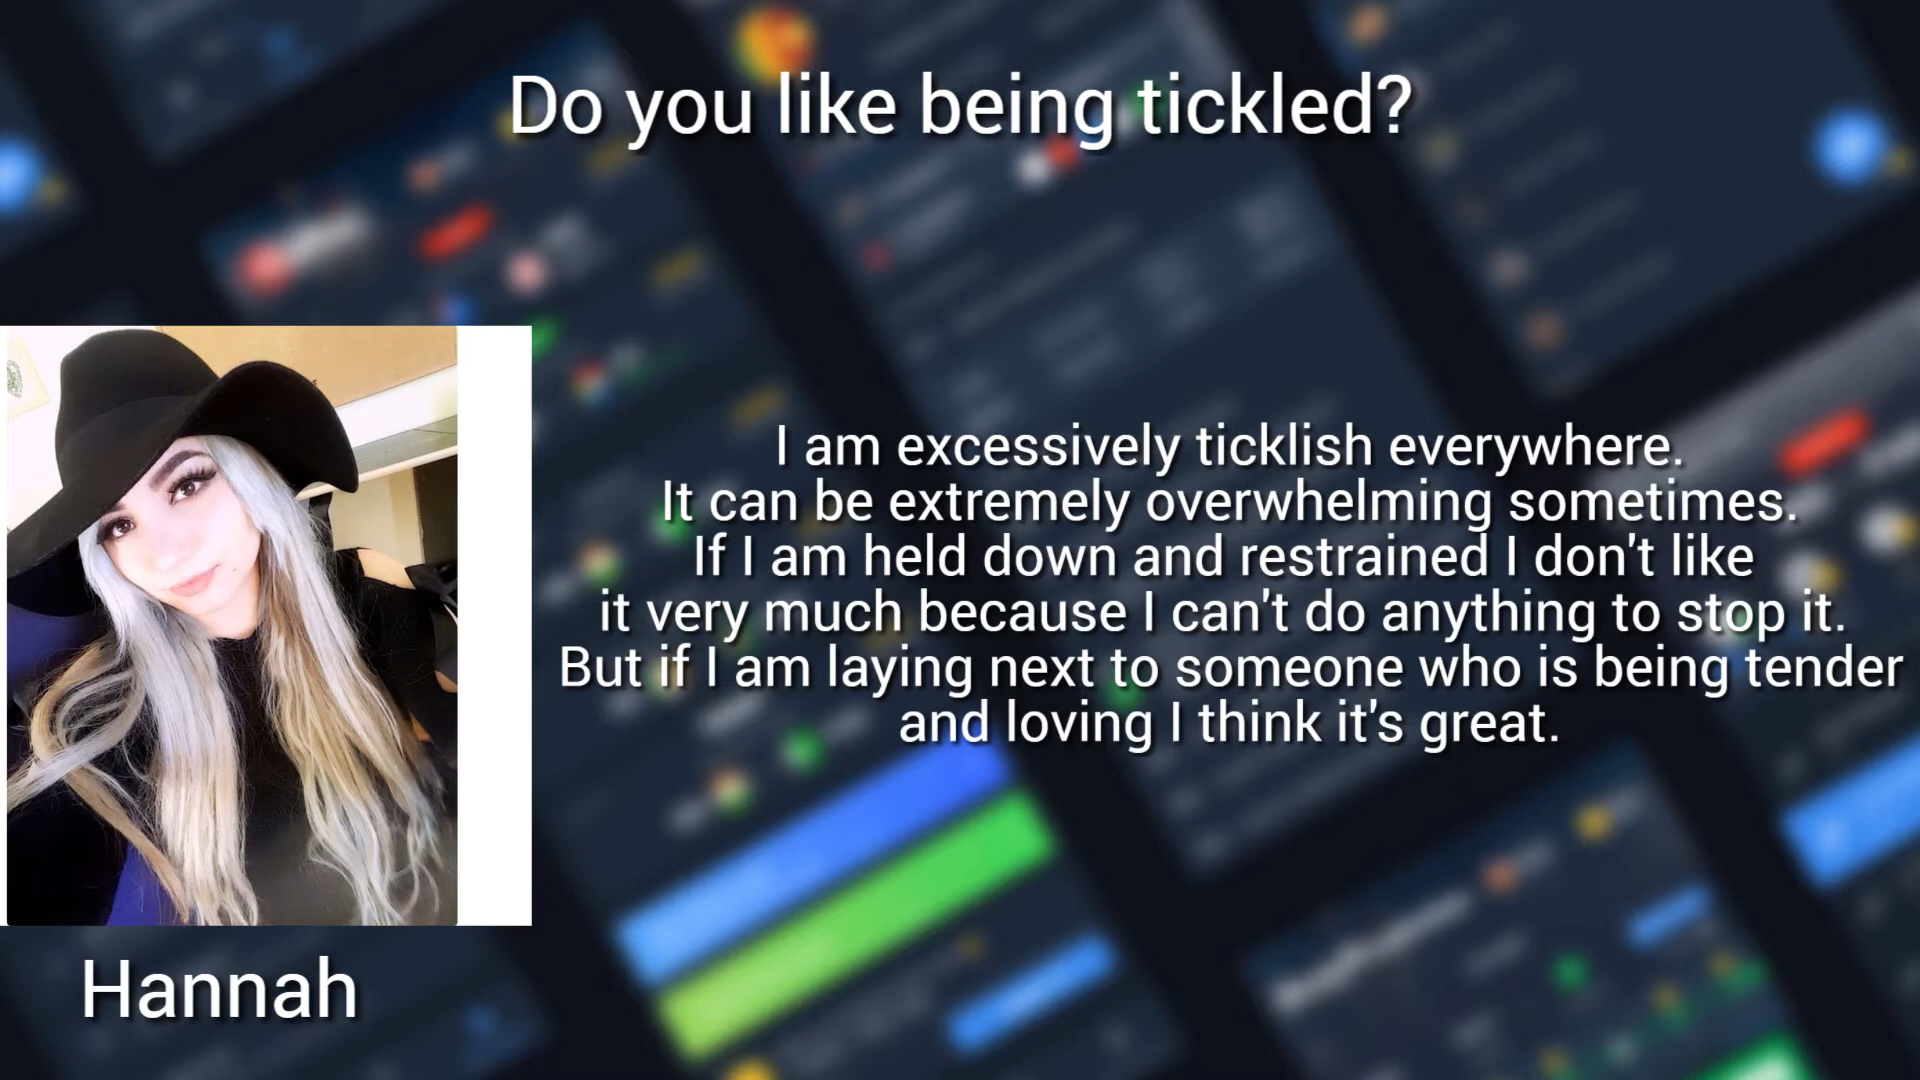 Do you like being tickled?
I am excessively ticklish everywhere.
It can be extremely overwhelming sometimes.
If I am held down and restrained I don't like
it very much because I can't do anything to stop it.
But if I am laying next to someone who is being tender
and loving I think it's great.
Hannah